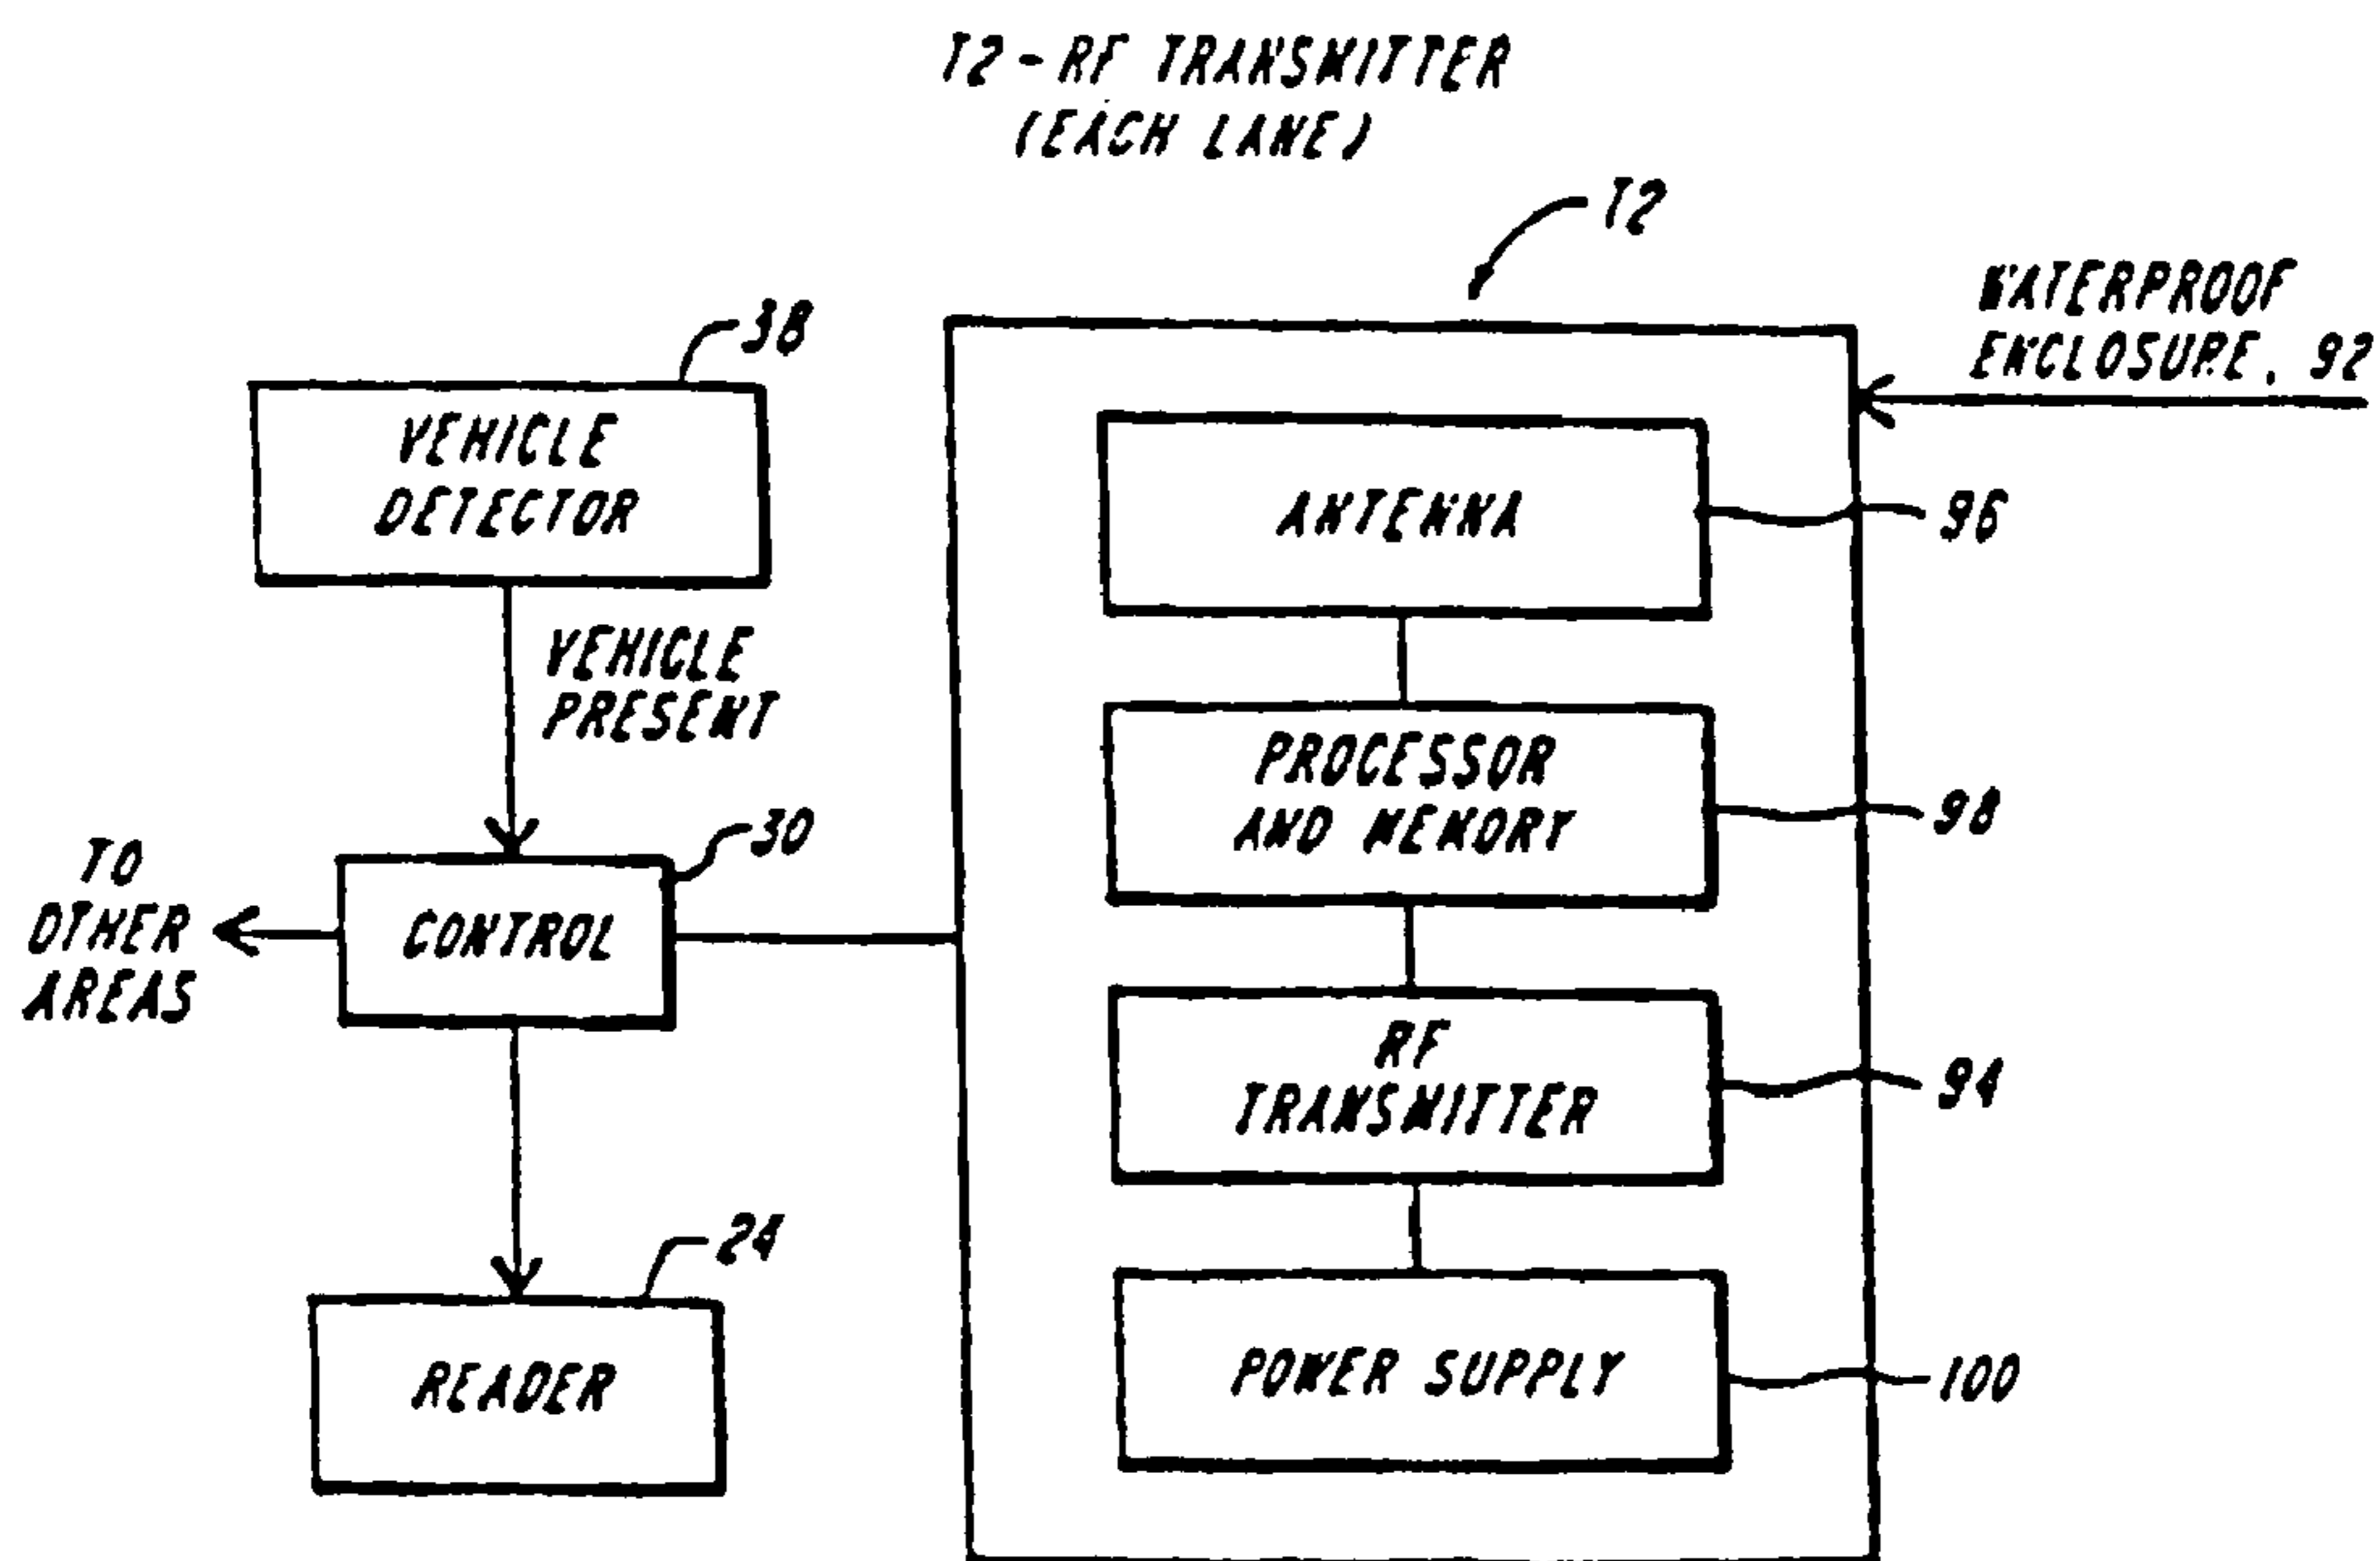 T2 - RF TRANSMITTER
(EACH LANE)
T2
WATERPROOF
ENCLOSURE, 92
38
VEHICLE
DETECTOR
ANTENNA
96
VEHICLE
PRESENT
PROCESSOR
AND MEMORY
98
30
TO
OTHER
AREAS
CONTROL
RF
TRANSMITTER
94
24
READER
POWER SUPPLY
100